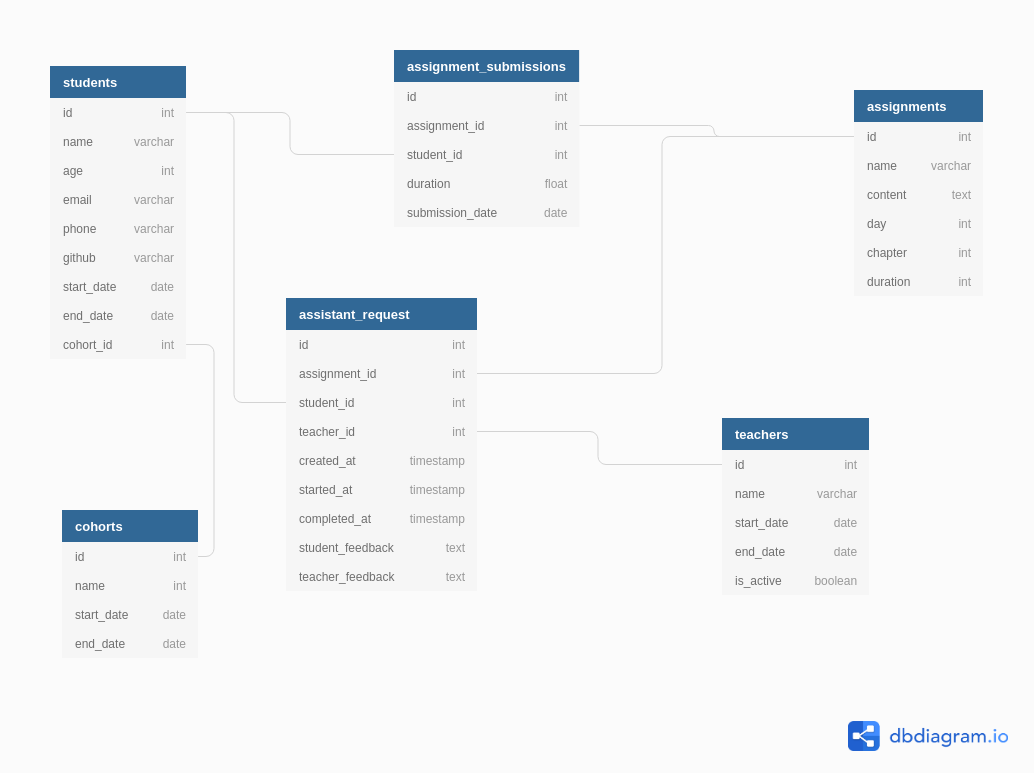 students
id int
name varchar
age int
email varchar
phone varchar
github varchar
start_date date
end_date date
cohort_id int
assignment_submissions
id int
assignment_id int
student_id int
duration float
submission_date date
assignments
id int
name varchar
content text
day int
chapter int
duration int
assistant_request
id int
assignment_id int
student_id int
teacher_id int
created_at timestamp
started_at timestamp
completed_at timestamp
student_feedback text
teacher_feedback text
teachers
id int
name varchar
start_date date
end_date date
is_active boolean
cohorts
id int
name int
start_date date
end_date date
dbdiagram.io